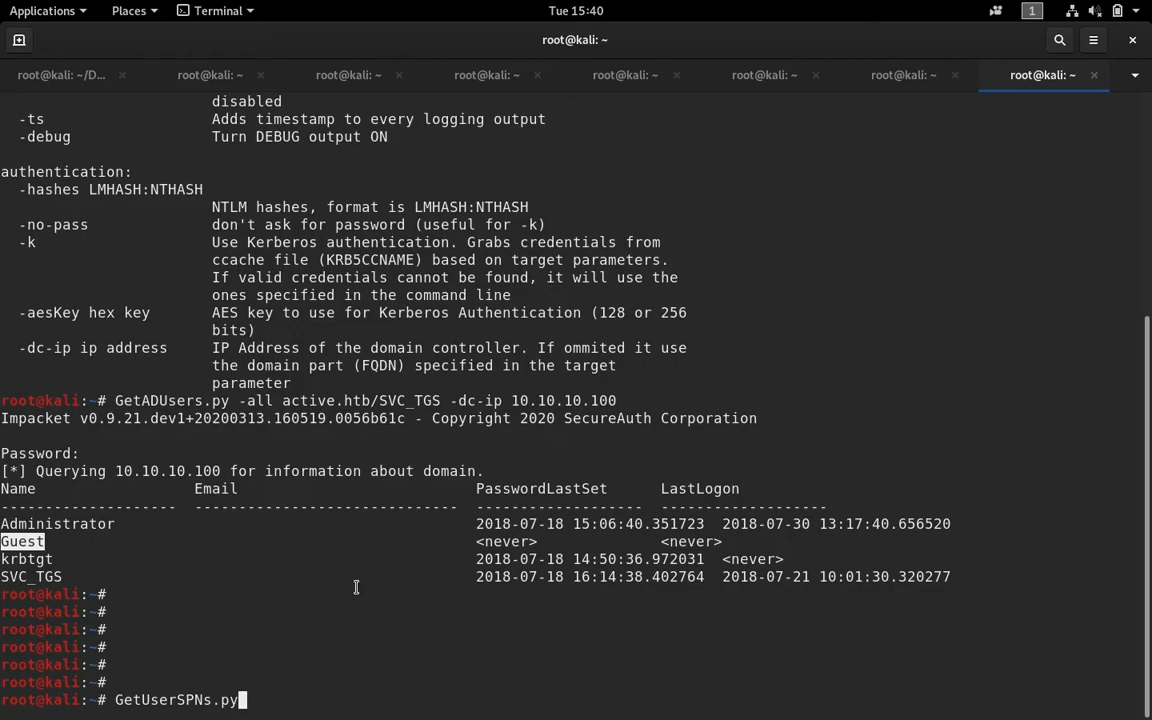 Applications Places Terminal Tue 15:40 1
root@kali: ~
root@kali: ~/D... root@kali: ~ root@kali: ~ root@kali: ~ root@kali: ~ root@kali: ~ root@kali: ~ root@kali: ~
disabled
-ts Adds timestamp to every logging output
-debug Turn DEBUG output ON
authentication:
-hashes LMHASH:NTHASH
NTLM hashes, format is LMHASH:NTHASH
-no-pass don't ask for password (useful for -k)
-k Use Kerberos authentication. Grabs credentials from
ccache file (KRB5CCNAME) based on target parameters.
If valid credentials cannot be found, it will use the
ones specified in the command line
-aesKey hex key AES key to use for Kerberos Authentication (128 or 256
bits)
-dc-ip ip address IP Address of the domain controller. If ommited it use
the domain part (FQDN) specified in the target
parameter
root@kali:~# GetADUsers.py -all active.htb/SVC_TGS -dc-ip 10.10.10.100
Impacket v0.9.21.dev1+20200313.160519.0056b61c - Copyright 2020 SecureAuth Corporation
Password:
[*] Querying 10.10.10.100 for information about domain.
Name Email PasswordLastSet LastLogon
-------------------- ------------------------------ ------------------- -------------------
Administrator 2018-07-18 15:06:40.351723 2018-07-30 13:17:40.656520
Guest <never> <never>
krbtgt 2018-07-18 14:50:36.972031 <never>
SVC_TGS 2018-07-18 16:14:38.402764 2018-07-21 10:01:30.320277
root@kali:~#
root@kali:~#
root@kali:~#
root@kali:~#
root@kali:~#
root@kali:~#
root@kali:~# GetUserSPNs.py